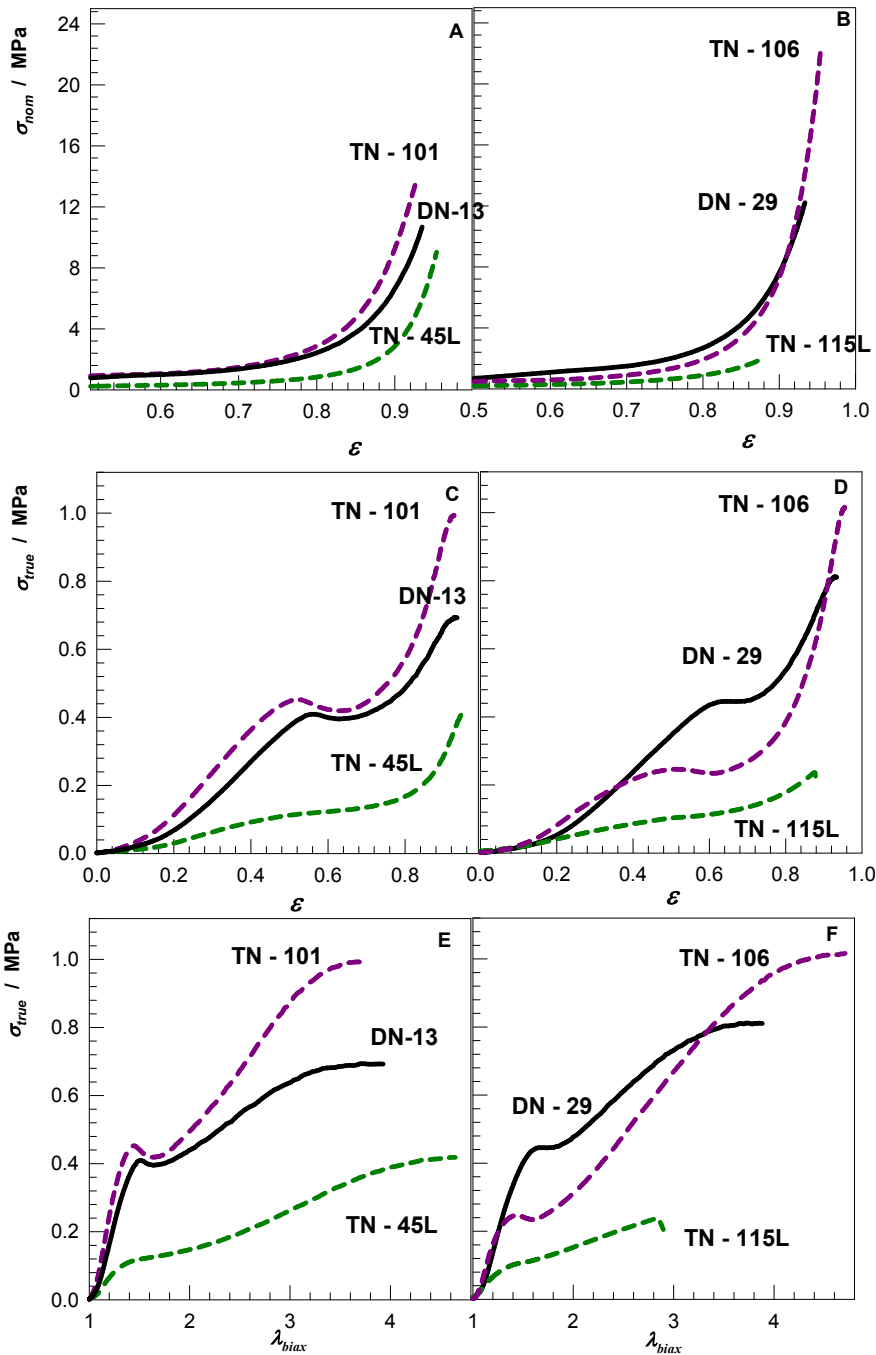 A
B
24
20
16
12
8
4
0
σnom / MPa
TN - 101
DN-13
TN - 45L
TN - 106
DN - 29
TN - 115L
0.6 0.7 0.8 0.9
0.5 0.6 0.7 0.8 0.9 1.0
ε
ε
C
D
1.0
0.8
0.6
0.4
0.2
0.0
σtrue / MPa
TN - 101
DN-13
TN - 45L
TN - 106
DN - 29
TN - 115L
0.0 0.2 0.4 0.6 0.8
0.0 0.2 0.4 0.6 0.8 1.0
ε
ε
E
F
1.0
0.8
0.6
0.4
0.2
0.0
σtrue / MPa
TN - 101
DN-13
TN - 45L
TN - 106
DN - 29
TN - 115L
1 2 3 4
1 2 3 4
λbiax
λbiax